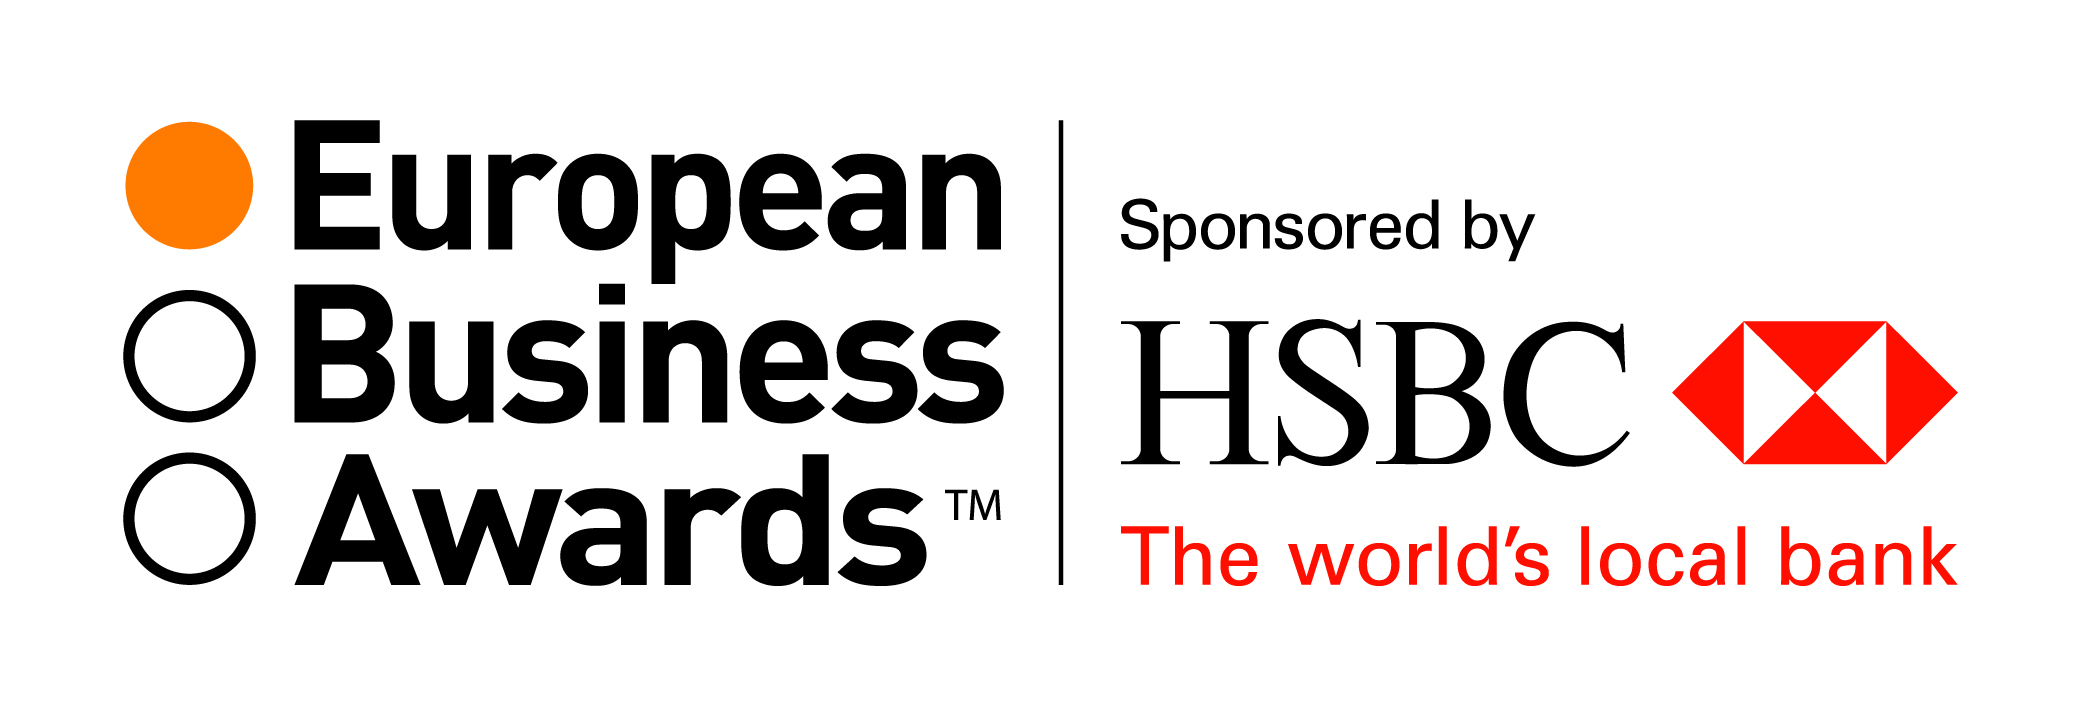 European
Business
Awards™
Sponsored by
HSBC
The world's local bank